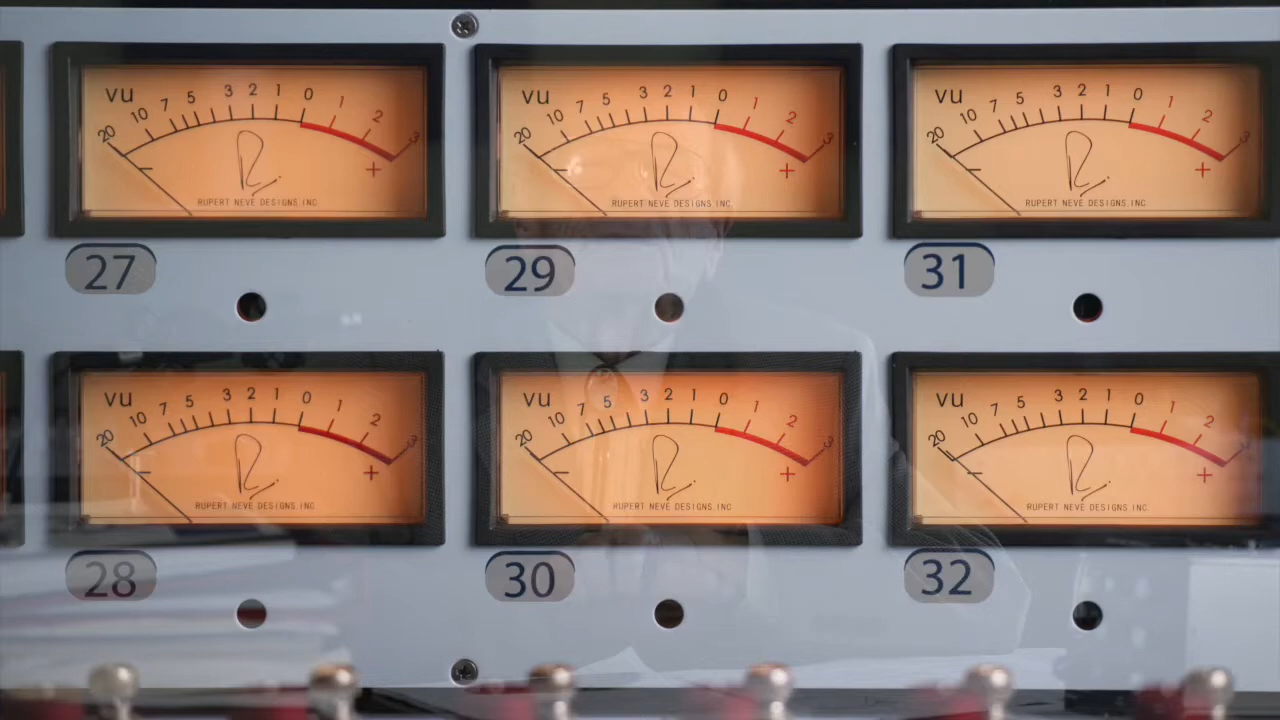 vu 20 10 7 5 3 2 1 0 1 2 3 +
RUPERT NEVE DESIGNS.INC
27
vu 20 10 7 5 3 2 1 0 1 2 3 +
RUPERT NEVE DESIGNS.INC.
29
vu 20 10 7 5 3 2 1 0 1 2 3 +
RUPERT NEVE DESIGNS.INC.
31
vu 20 10 7 5 3 2 1 0 1 2 3 +
RUPERT NEVE DESIGNS.INC
28
vu 20 10 7 5 3 2 1 0 1 2 3 +
RUPERT NEVE DESIGNS.INC
30
vu 20 10 7 5 3 2 1 0 1 2 3 +
RUPERT NEVE DESIGNS.INC
32